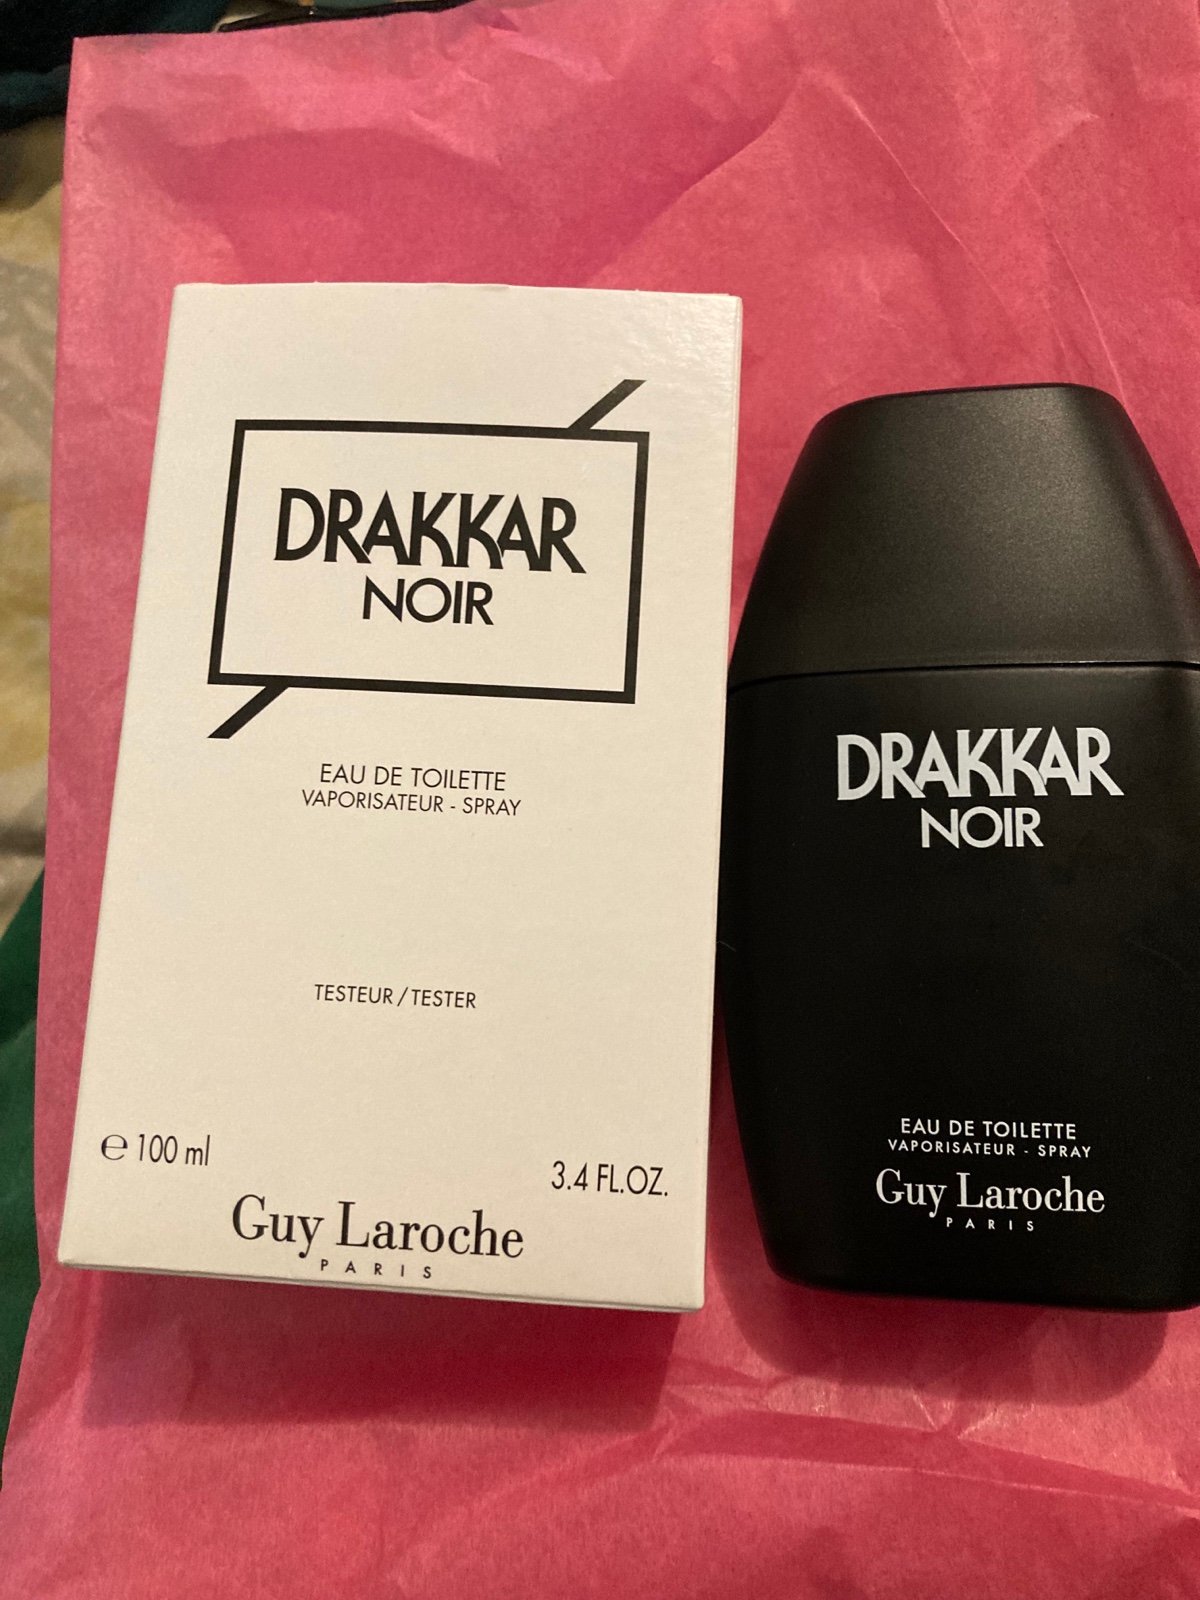 DRAKKAR
NOIR
EAU DE TOILETTE
VAPORISATEUR - SPRAY
TESTEUR / TESTER
℮ 100 ml
3.4 FL.OZ.
Guy Laroche
PARIS
DRAKKAR
NOIR
EAU DE TOILETTE
VAPORISATEUR - SPRAY
Guy Laroche
PARIS